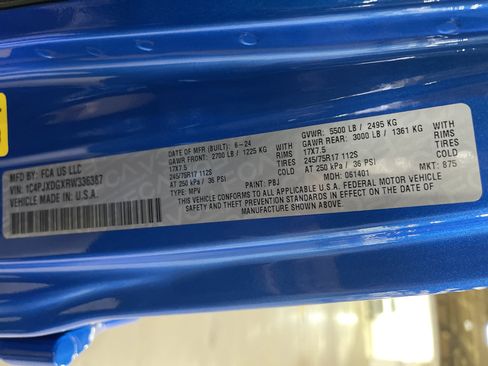 MFD BY: FCA US LLC
VIN: 1C4PJXDGXRW336387
VEHICLE MADE IN U.S.A.
DATE OF MFR (BUILT): 6-24
GAWR FRONT: 2700 LB / 1225 KG
WITH RIMS
17X7.5
TIRES
245/75R17 112S
COLD
AT 250 KPA / 36 PSI
TYPE: MPV
PAINT: PBJ
GVWR: 5500 LB / 2495 KG
GAWR REAR: 3000 LB / 1361 KG
WITH RIMS
17X7.5
TIRES
245/75R17 112S
COLD
AT 250 KPA / 36 PSI
MDH: 061401
MKT: 875
THIS VEHICLE CONFORMS TO ALL APPLICABLE U.S.A. FEDERAL MOTOR VEHICLE
SAFETY, BUMPER, AND THEFT PREVENTION STANDARDS IN EFFECT ON THE DATE OF
MANUFACTURE SHOWN ABOVE.